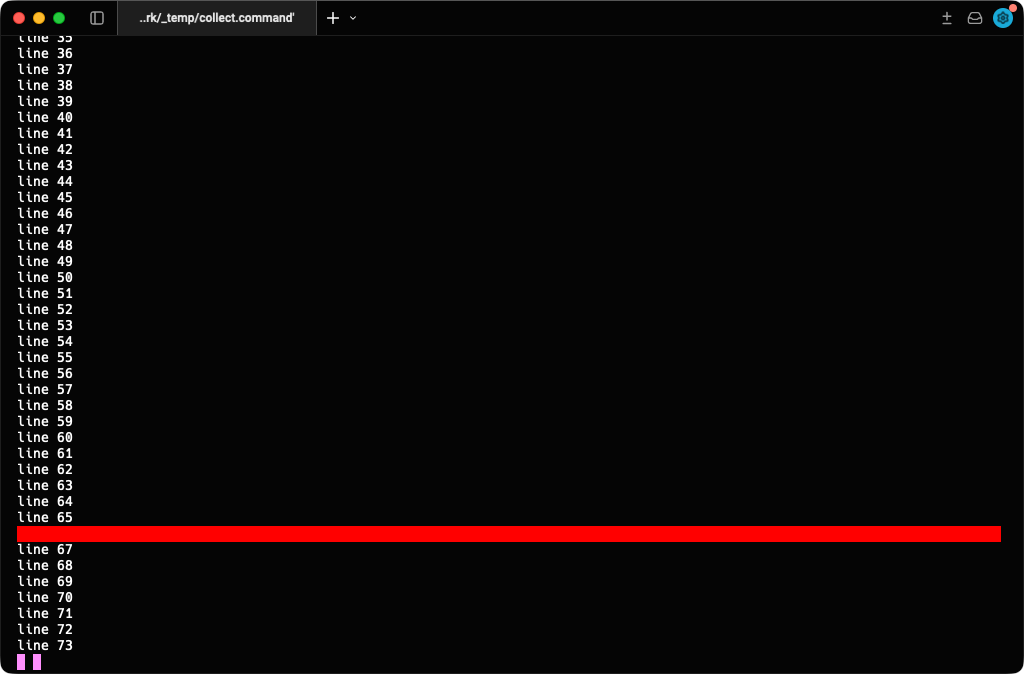 ..rk/_temp/collect.command'
line 35
line 36
line 37
line 38
line 39
line 40
line 41
line 42
line 43
line 44
line 45
line 46
line 47
line 48
line 49
line 50
line 51
line 52
line 53
line 54
line 55
line 56
line 57
line 58
line 59
line 60
line 61
line 62
line 63
line 64
line 65
line 67
line 68
line 69
line 70
line 71
line 72
line 73